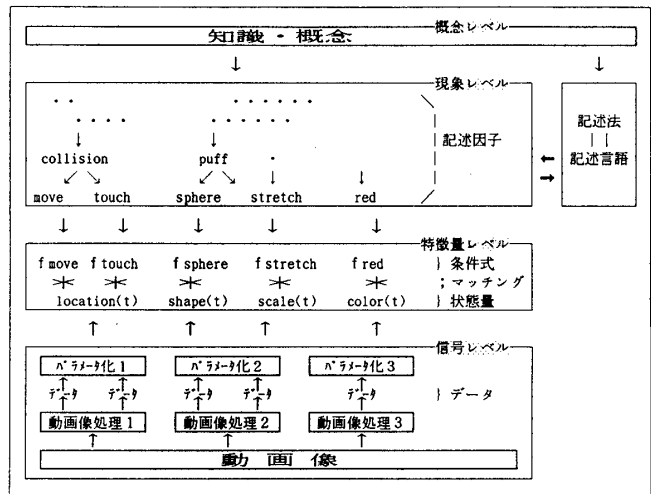 概念レベル
知識・概念
現象レベル
記述因子
collision puff
move touch sphere stretch red
記述法
記述言語
特徴量レベル
f move f touch f sphere f stretch f red } 条件式
; マッチング
location(t) shape(t) scale(t) color(t) } 状態量
信号レベル
パラメータ化1 パラメータ化2 パラメータ化3
データ データ データ データ データ } データ
動画像処理1 動画像処理2 動画像処理3
動画像